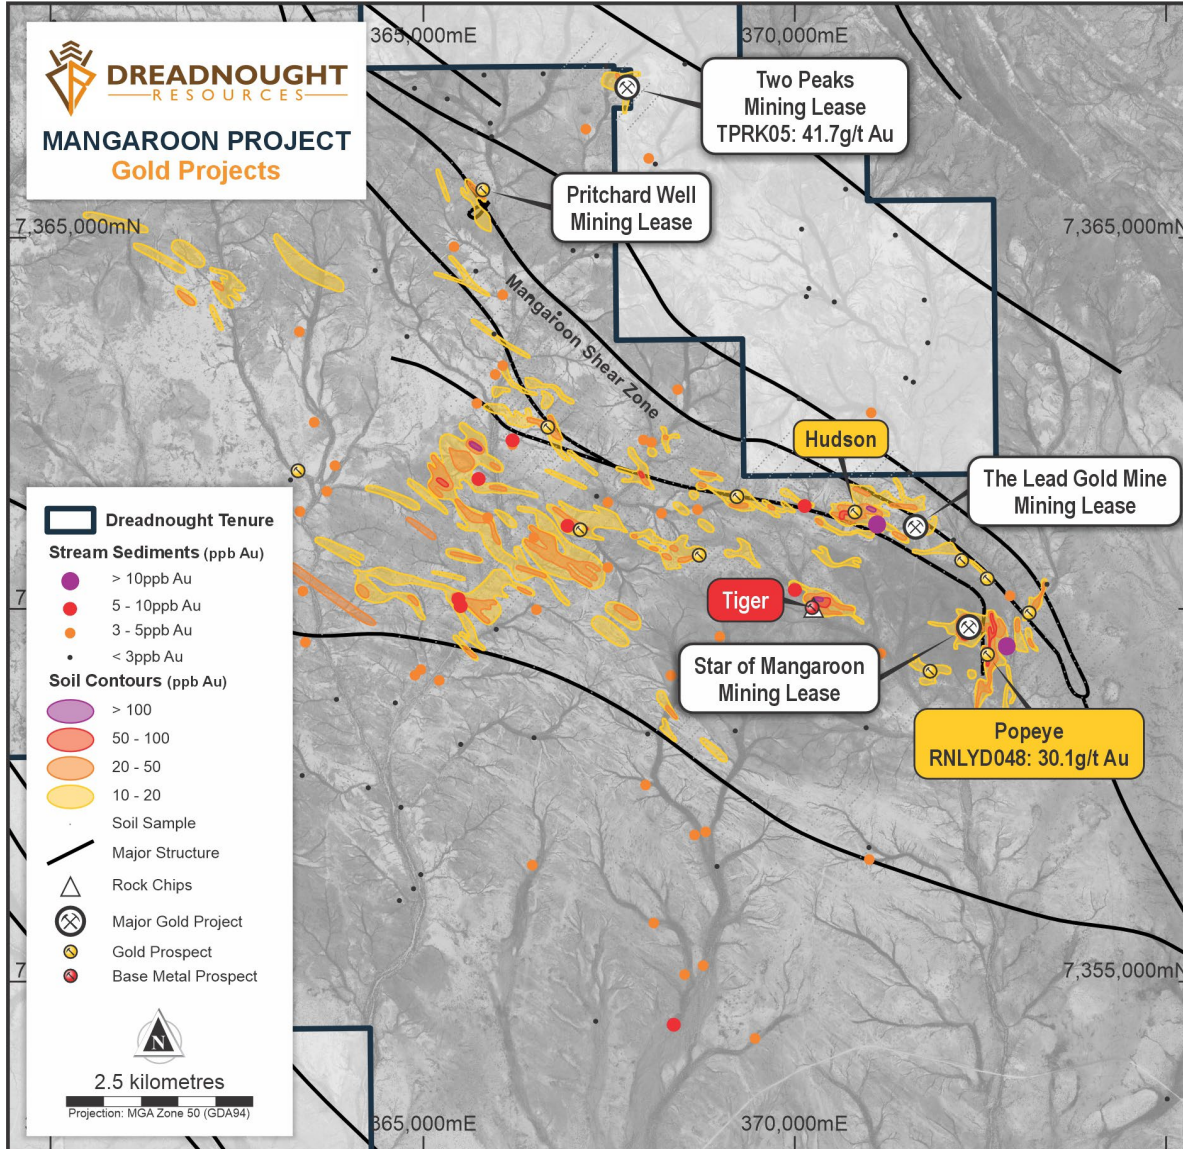 DREADNOUGHT
RESOURCES
MANGAROON PROJECT
Gold Projects
365,000mE
370,000mE
Two Peaks
Mining Lease
TPRK05: 41.7g/t Au
Pritchard Well
Mining Lease
7,365,000mN
7,365,000mN
Mangaroon Shear Zone
Hudson
The Lead Gold Mine
Mining Lease
Tiger
Star of Mangaroon
Mining Lease
Popeye
RNLYD048: 30.1g/t Au
Dreadnought Tenure
Stream Sediments (ppb Au)
> 10ppb Au
5 - 10ppb Au
3 - 5ppb Au
< 3ppb Au
Soil Contours (ppb Au)
> 100
50 - 100
20 - 50
10 - 20
Soil Sample
Major Structure
Rock Chips
Major Gold Project
Gold Prospect
Base Metal Prospect
7
7
7,355,000mN
N
2.5 kilometres
Projection: MGA Zone 50 (GDA94)
365,000mE
370,000mE